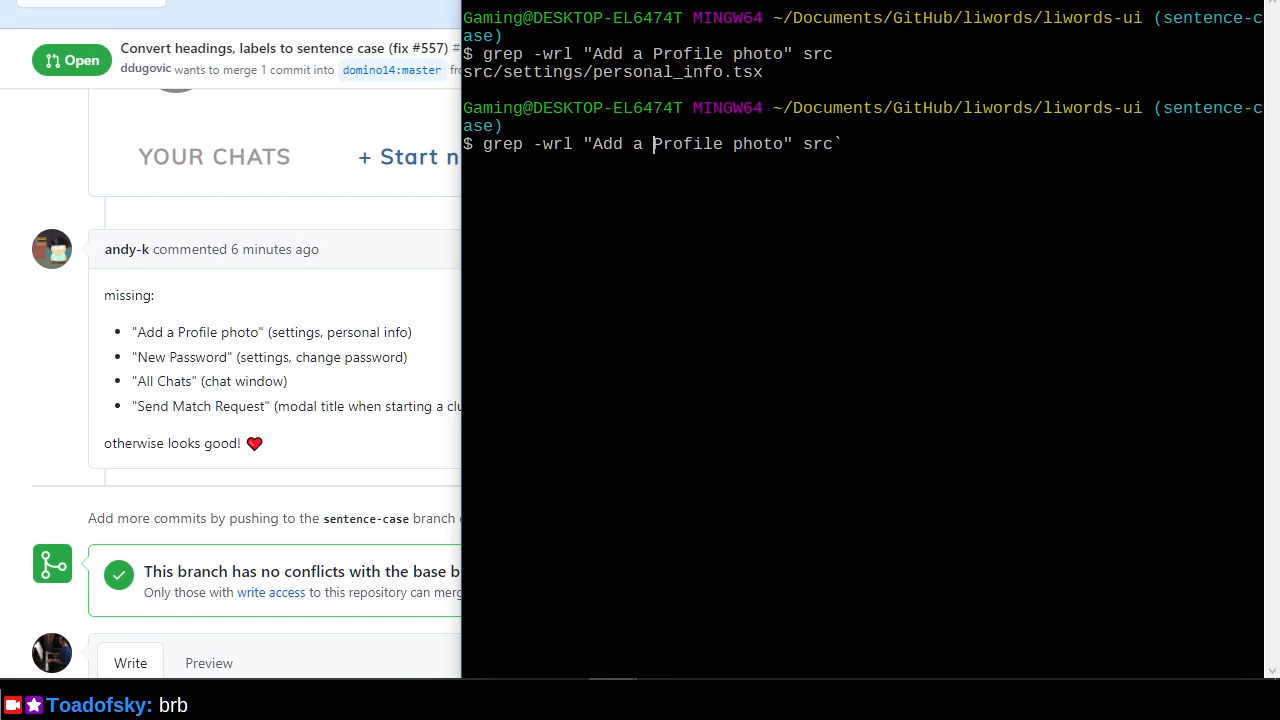 Open
Convert headings, labels to sentence case (fix #557) #
ddugovic wants to merge 1 commit into domino14:master fro
YOUR CHATS + Start n
andy-k commented 6 minutes ago
missing:
• "Add a Profile photo" (settings, personal info)
• "New Password" (settings, change password)
• "All Chats" (chat window)
• "Send Match Request" (modal title when starting a clu
otherwise looks good! ❤
Add more commits by pushing to the sentence-case branch
This branch has no conflicts with the base b
Only those with write access to this repository can merg
Write Preview
Gaming@DESKTOP-EL6474T MINGW64 ~/Documents/GitHub/liwords/liwords-ui (sentence-c
ase)
$ grep -wrl "Add a Profile photo" src
src/settings/personal_info.tsx
Gaming@DESKTOP-EL6474T MINGW64 ~/Documents/GitHub/liwords/liwords-ui (sentence-c
ase)
$ grep -wrl "Add a Profile photo" src`
Toadofsky: brb